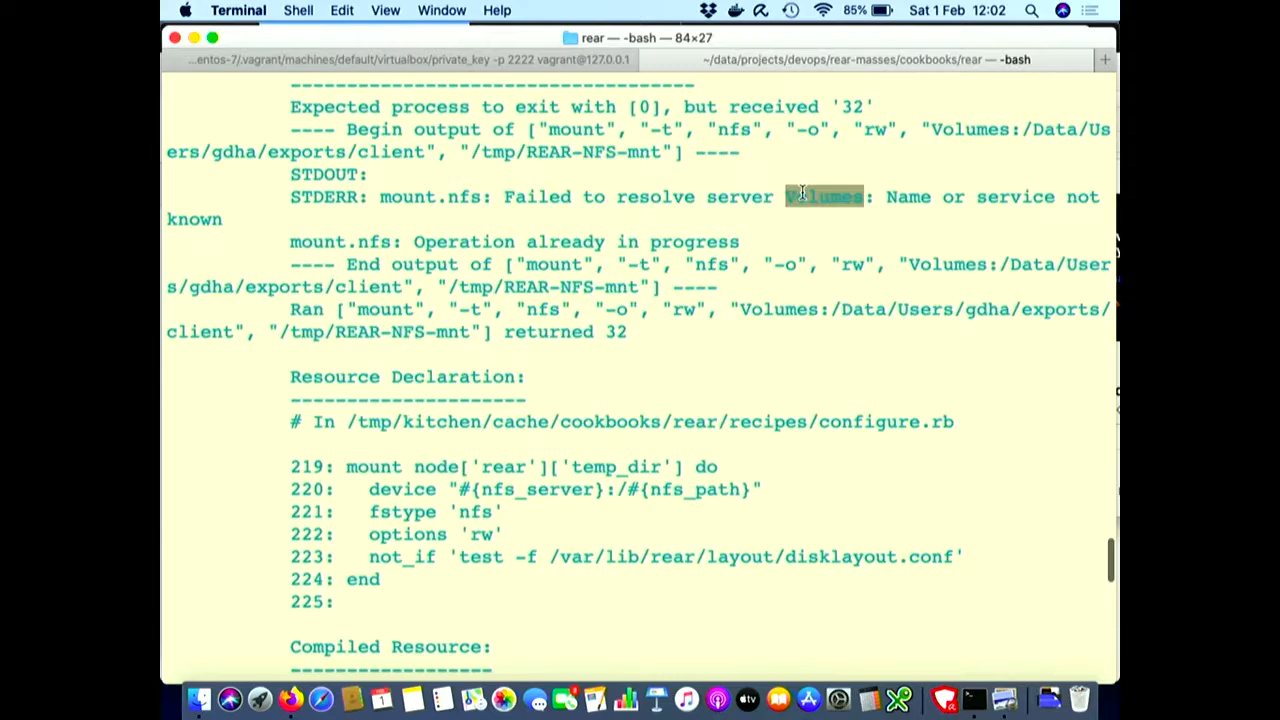 Terminal Shell Edit View Window Help 85% Sat 1 Feb 12:02
rear — -bash — 84×27
...entos-7/.vagrant/machines/default/virtualbox/private_key -p 2222 vagrant@127.0.0.1 ~/data/projects/devops/rear-masses/cookbooks/rear — -bash +
------------------------------------
Expected process to exit with [0], but received '32'
---- Begin output of ["mount", "-t", "nfs", "-o", "rw", "Volumes:/Data/Us
ers/gdha/exports/client", "/tmp/REAR-NFS-mnt"] ----
STDOUT:
STDERR: mount.nfs: Failed to resolve server Volumes: Name or service not
known
mount.nfs: Operation already in progress
---- End output of ["mount", "-t", "nfs", "-o", "rw", "Volumes:/Data/User
s/gdha/exports/client", "/tmp/REAR-NFS-mnt"] ----
Ran ["mount", "-t", "nfs", "-o", "rw", "Volumes:/Data/Users/gdha/exports/
client", "/tmp/REAR-NFS-mnt"] returned 32
Resource Declaration:
---------------------
# In /tmp/kitchen/cache/cookbooks/rear/recipes/configure.rb
219: mount node['rear']['temp_dir'] do
220:   device "#{nfs_server}:/#{nfs_path}"
221:   fstype 'nfs'
222:   options 'rw'
223:   not_if 'test -f /var/lib/rear/layout/disklayout.conf'
224: end
225:
Compiled Resource:
------------------